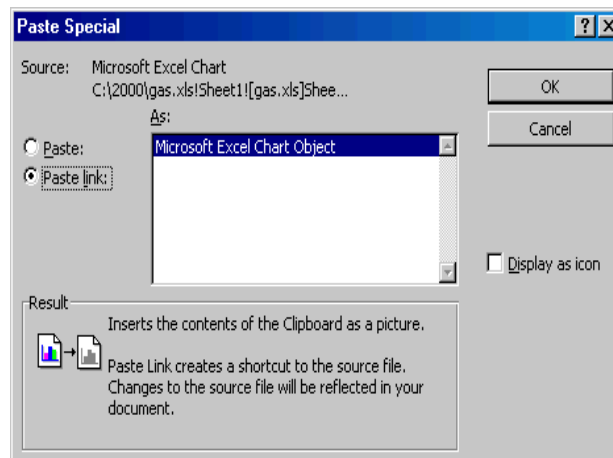 Paste Special
Source: Microsoft Excel Chart
C:\2000\gas.xls!Sheet1![gas.xls]Shee...
As:
Paste:
Paste link:
Microsoft Excel Chart Object
OK
Cancel
Display as icon
Result
Inserts the contents of the Clipboard as a picture.
Paste Link creates a shortcut to the source file.
Changes to the source file will be reflected in your
document.